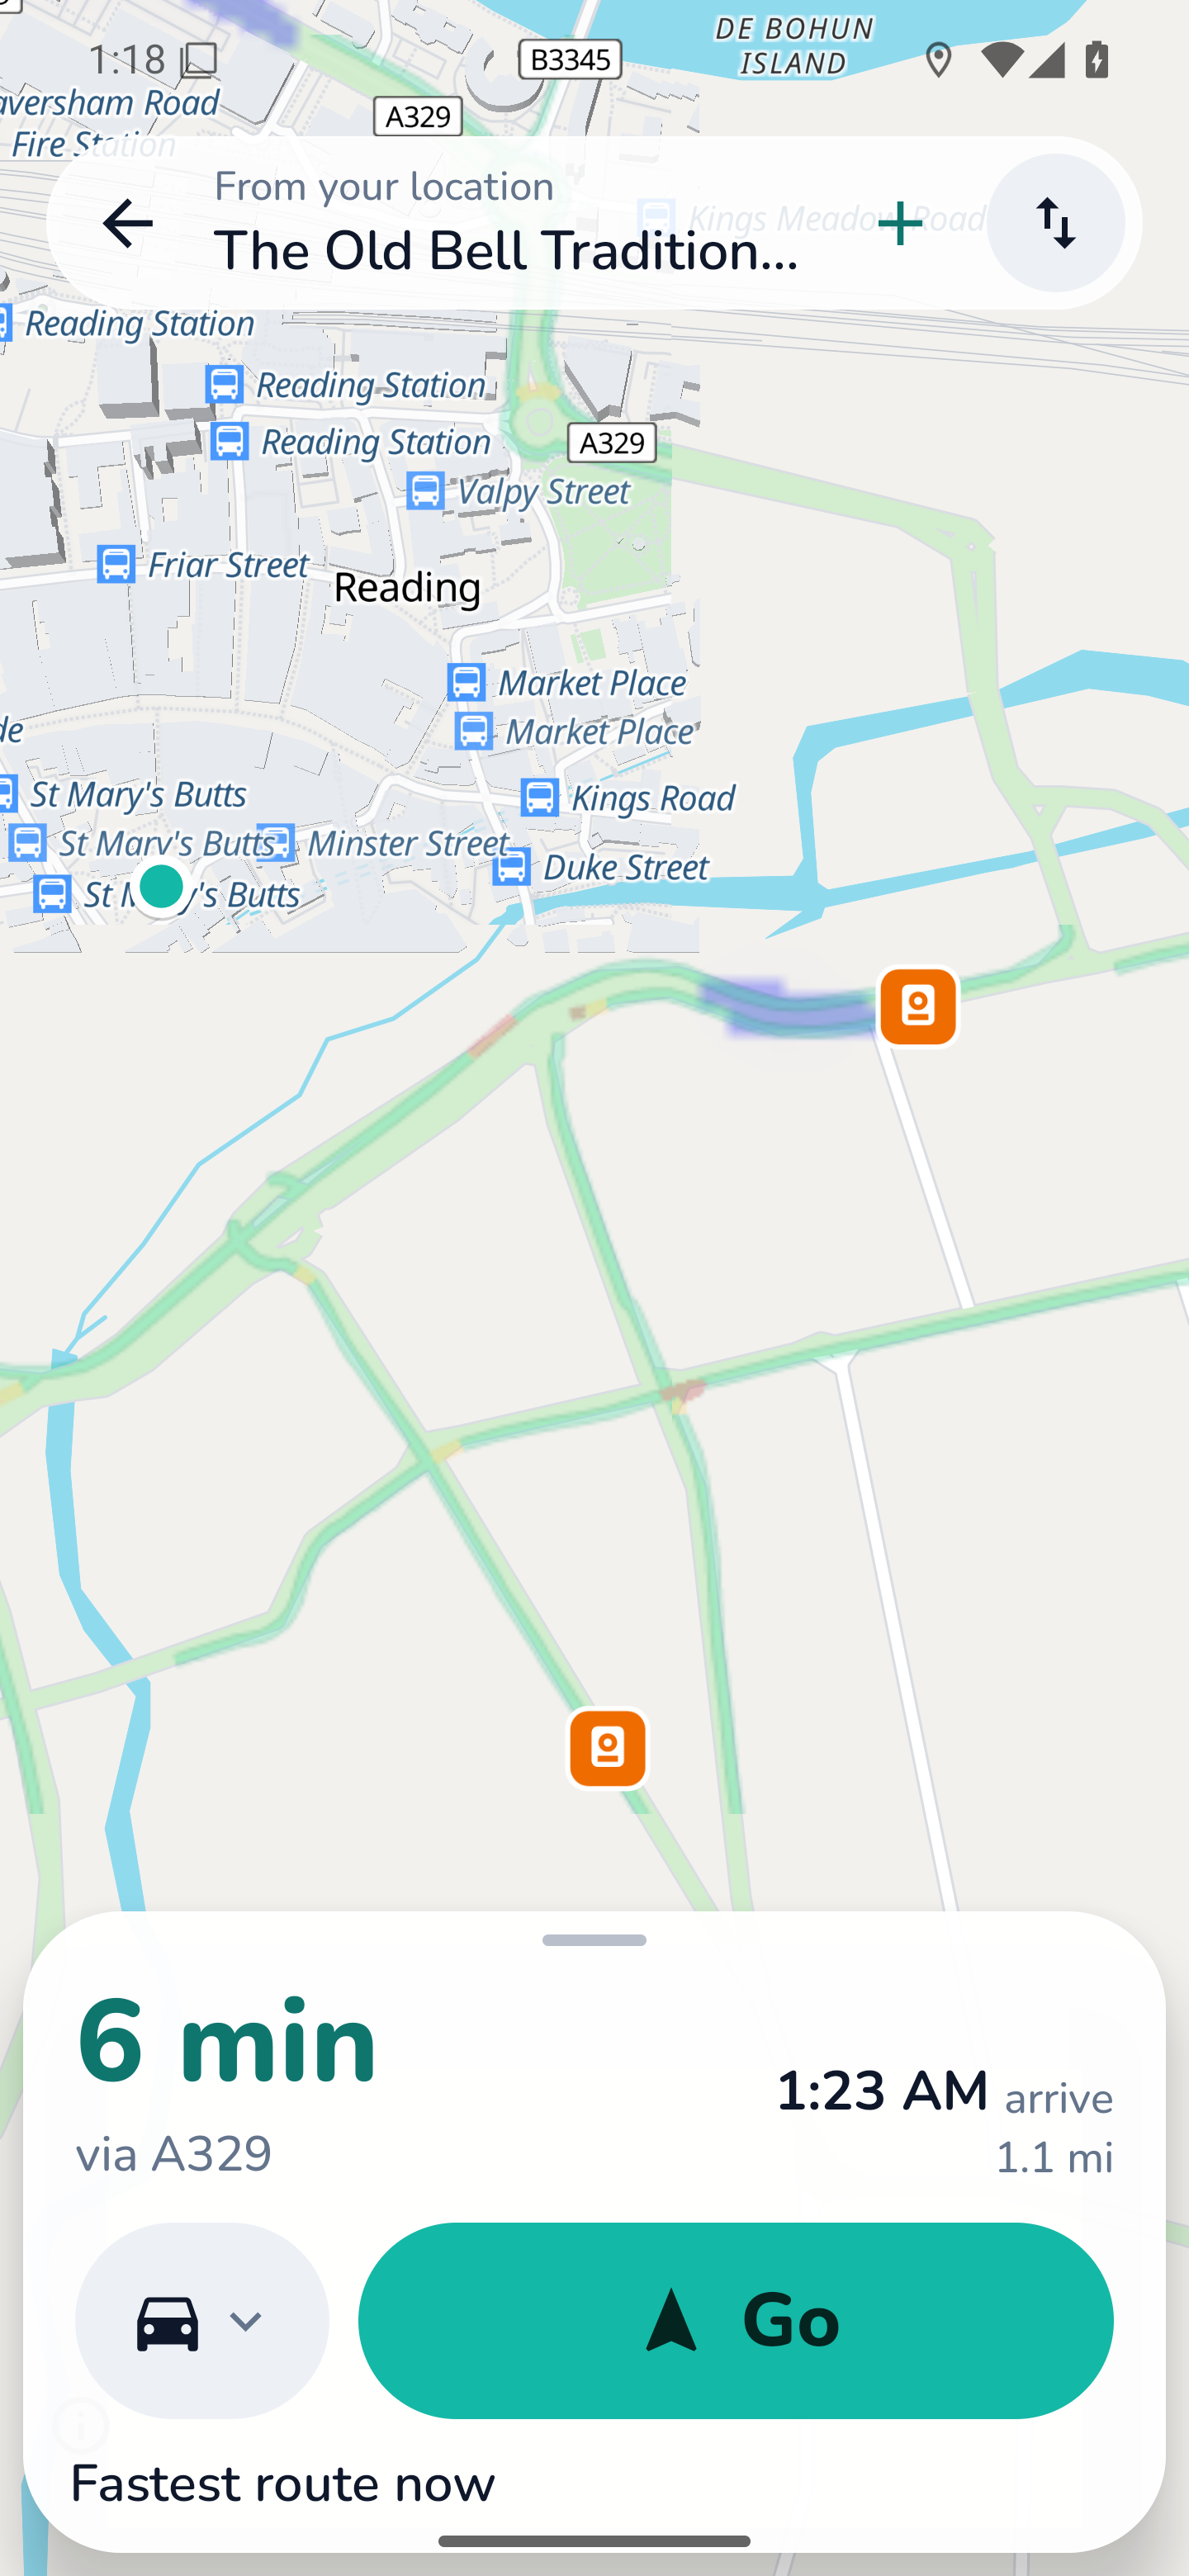 DE BOHUN
ISLAND
1:18
B3345
A329
aversham Road
Fire Station
From your location
The Old Bell Tradition...
Kings Meadow Road
Reading Station
Reading Station
Reading Station
A329
Valpy Street
Friar Street
Reading
Market Place
Market Place
de
St Mary's Butts
Kings Road
St Mary's Butts
Minster Street
Duke Street
St M y's Butts
6 min
1:23 AM arrive
via A329
1.1 mi
Go
Fastest route now